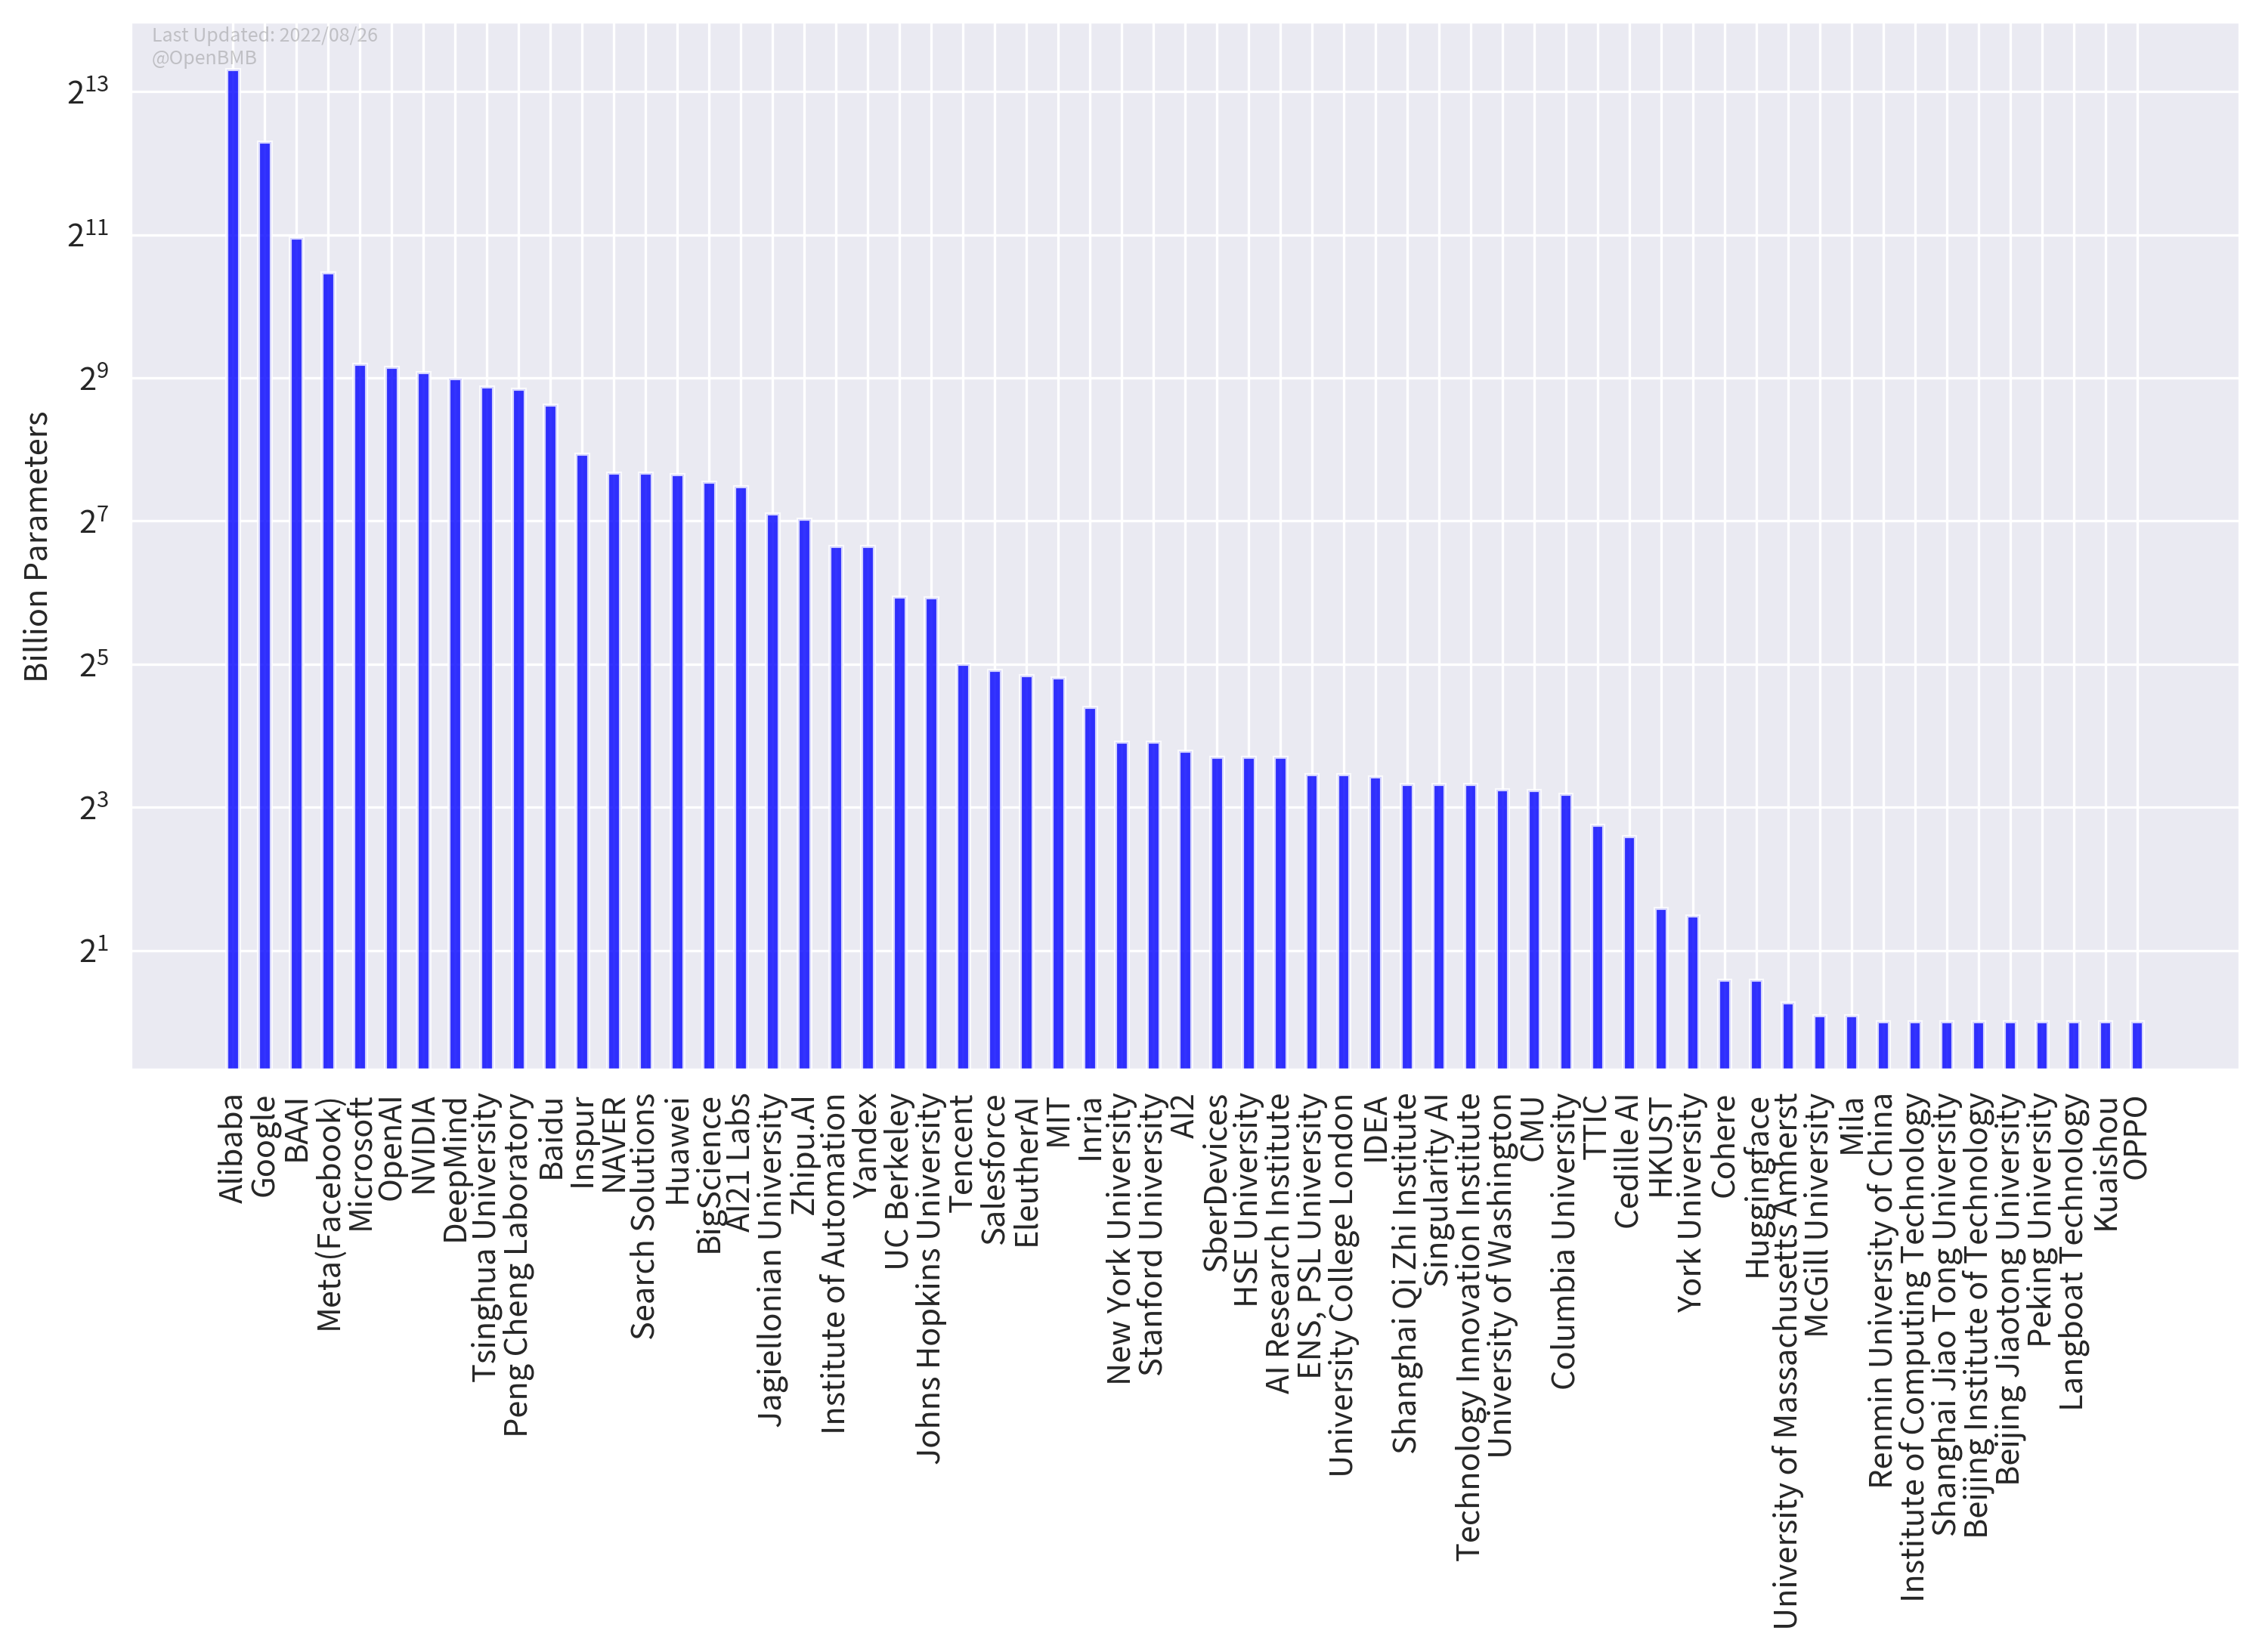 Last Updated: 2022/08/26
@OpenBMB
Billion Parameters
2^13
2^11
2^9
2^7
2^5
2^3
2^1
Alibaba
Google
BAAI
Meta(Facebook)
Microsoft
OpenAI
NVIDIA
DeepMind
Tsinghua University
Peng Cheng Laboratory
Baidu
Inspur
NAVER
Search Solutions
Huawei
BigScience
AI21 Labs
Jagiellonian University
Zhipu.AI
Institute of Automation
Yandex
UC Berkeley
Johns Hopkins University
Tencent
Salesforce
EleutherAI
MIT
Inria
New York University
Stanford University
AI2
SberDevices
HSE University
AI Research Institute
ENS, PSL University
University College London
IDEA
Shanghai Qi Zhi Institute
Singularity AI
Technology Innovation Institute
University of Washington
CMU
Columbia University
TTIC
Cedille AI
HKUST
York University
Cohere
Huggingface
University of Massachusetts Amherst
McGill University
Mila
Renmin University of China
Institute of Computing Technology
Shanghai Jiao Tong University
Beijing Institute of Technology
Beijing Jiaotong University
Peking University
Langboat Technology
Kuaishou
OPPO